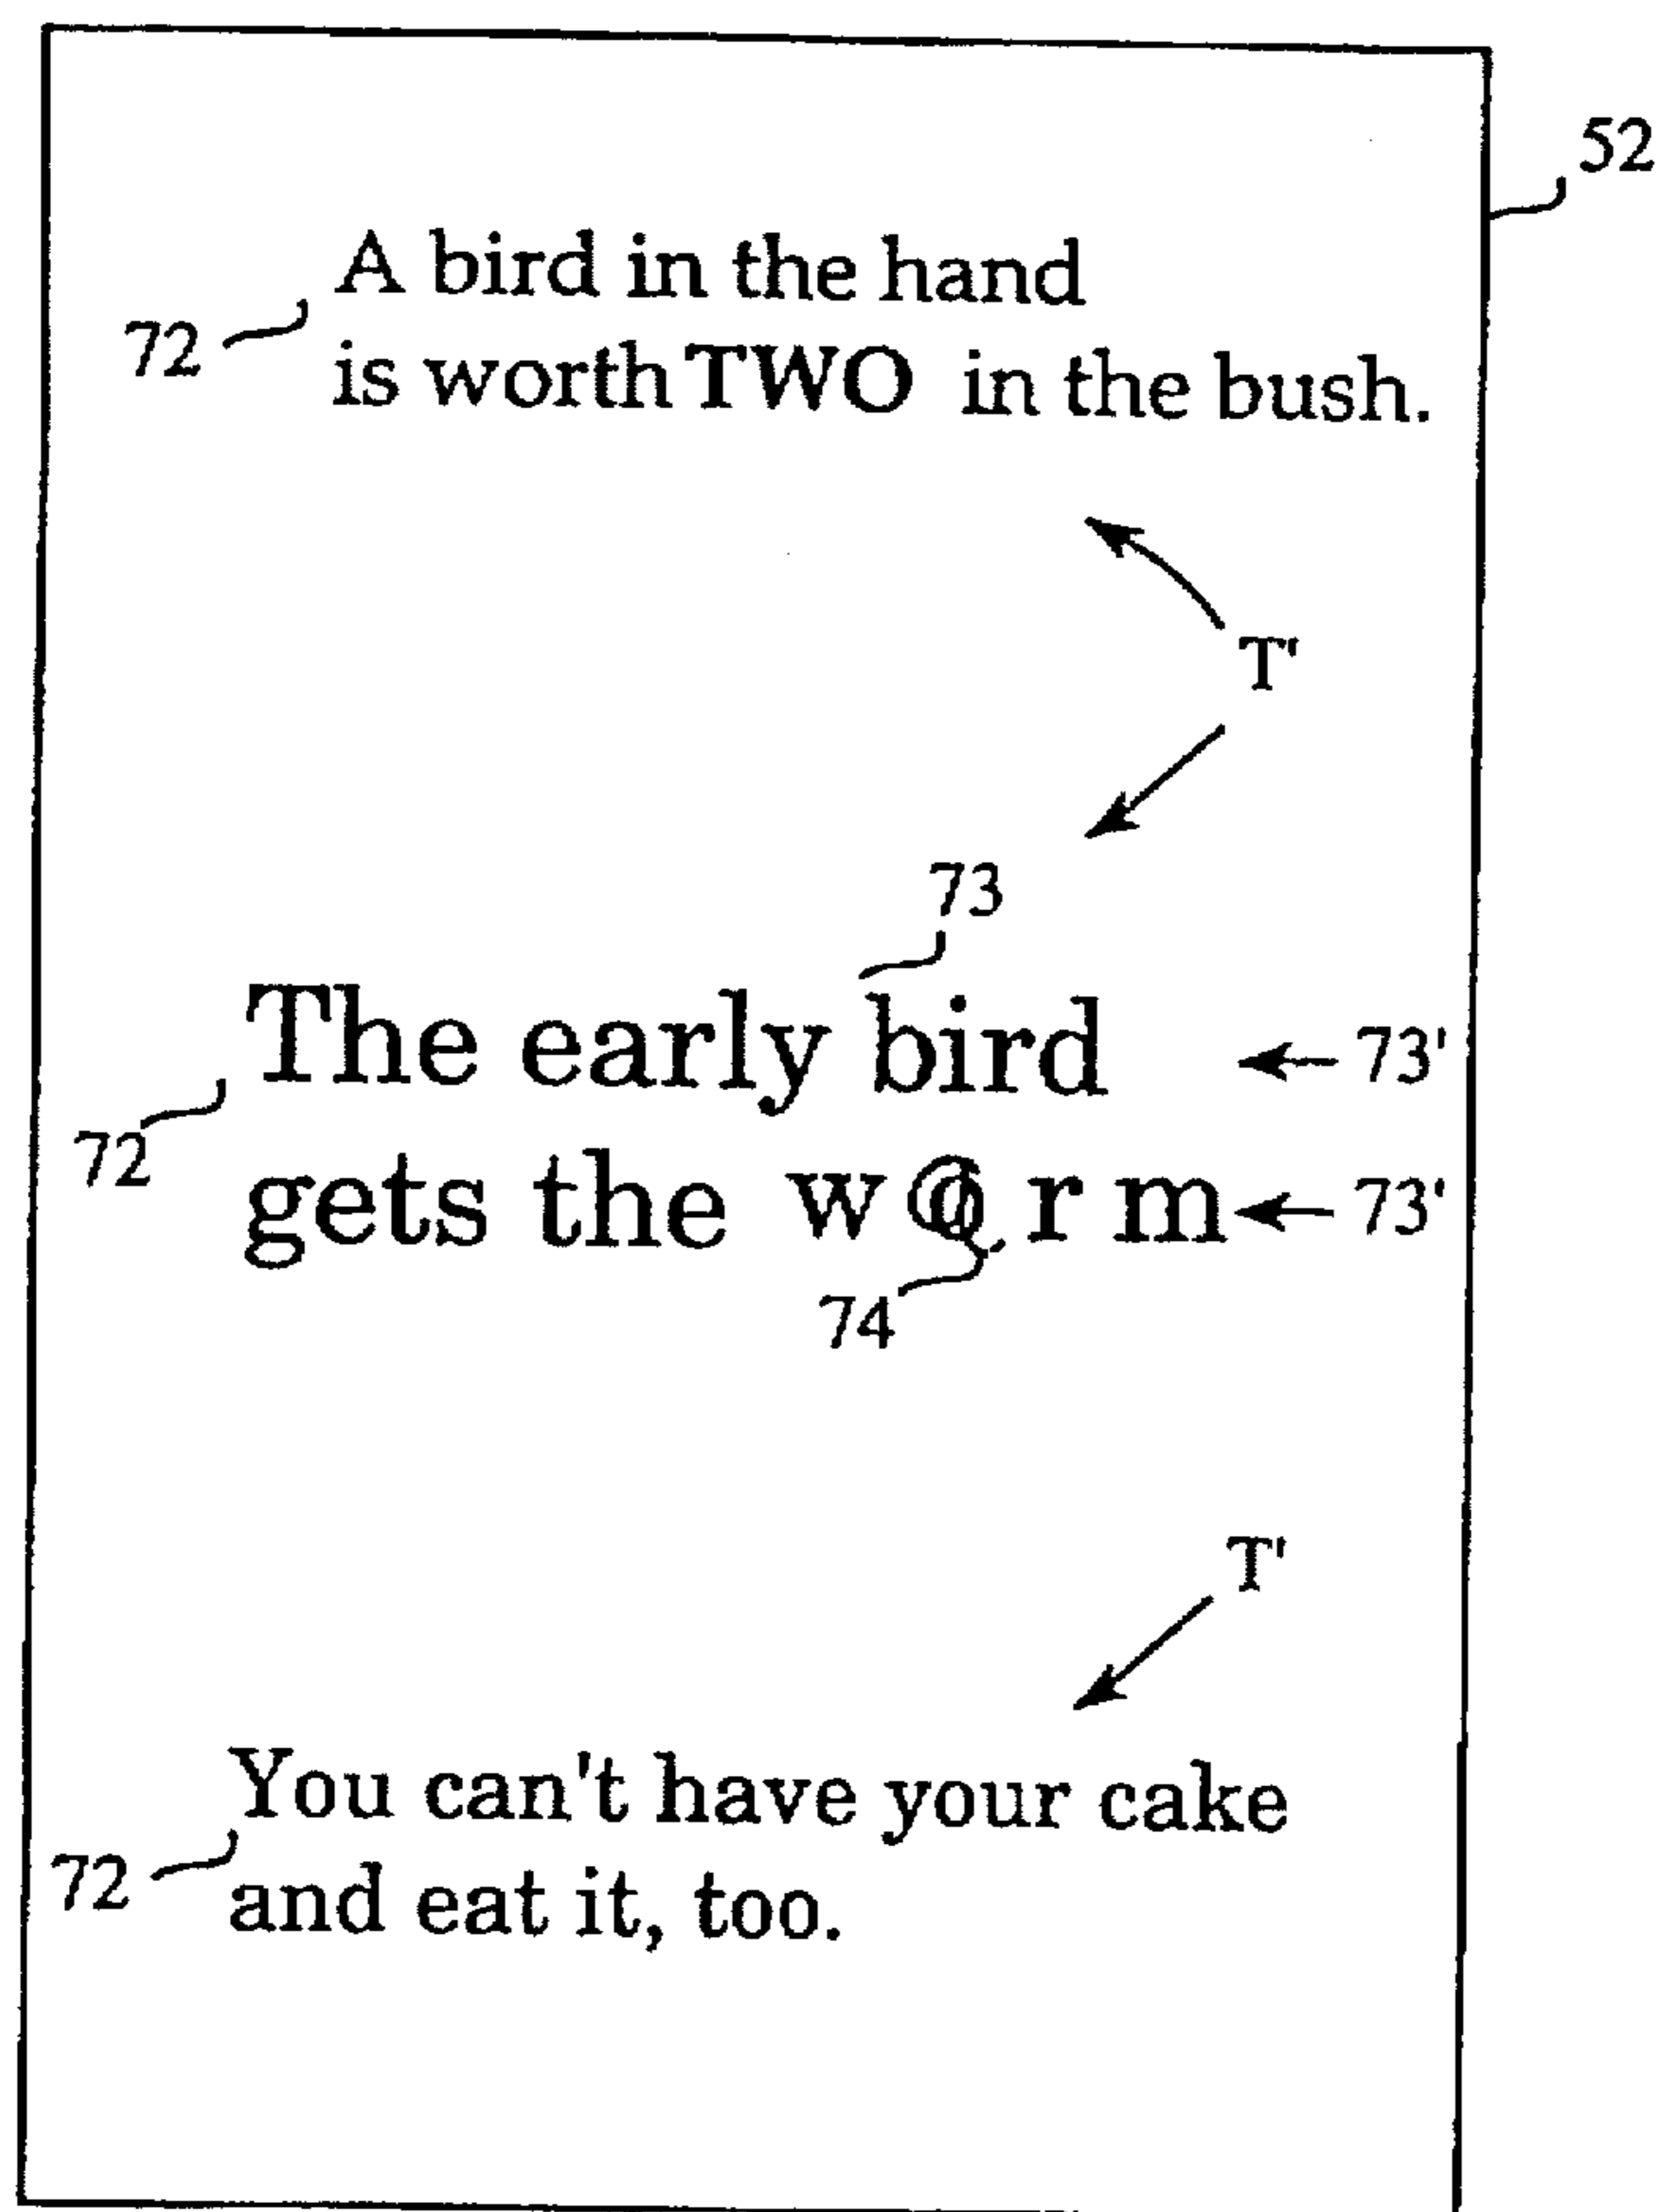 52
A bird in the hand
72
is worth TWO in the bush.
T'
73
The early bird
73'
72
gets the w r m
73'
74
T'
You can't have your cake
72
and eat it, too.